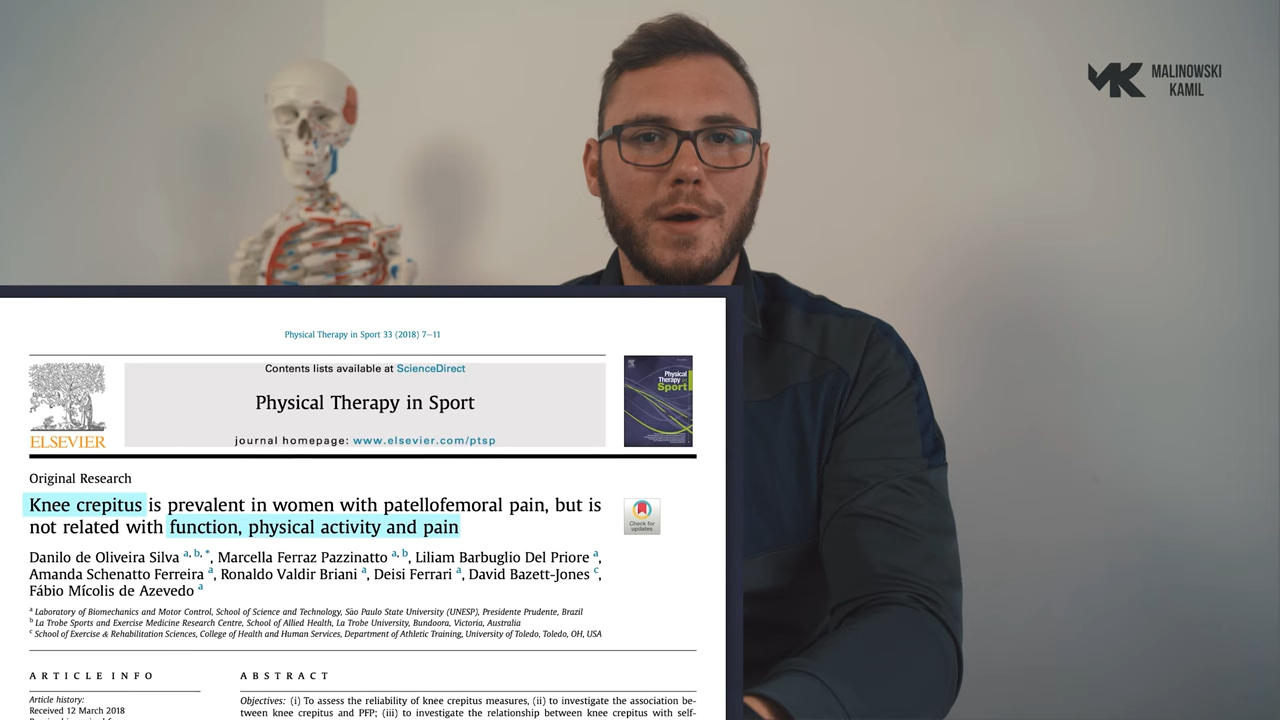 MALINOWSKI
KAMIL
Physical Therapy in Sport 33 (2018) 7–11
Contents lists available at ScienceDirect
Physical Therapy in Sport
journal homepage: www.elsevier.com/ptsp
ELSEVIER
Physical
Therapy in
Sport
Original Research
Knee crepitus is prevalent in women with patellofemoral pain, but is
not related with function, physical activity and pain
Check for
updates
Danilo de Oliveira Silva a, b, *, Marcella Ferraz Pazzinatto a, b, Liliam Barbuglio Del Priore a,
Amanda Schenatto Ferreira a, Ronaldo Valdir Briani a, Deisi Ferrari a, David Bazett-Jones c,
Fábio Mícolis de Azevedo a
a Laboratory of Biomechanics and Motor Control, School of Science and Technology, São Paulo State University (UNESP), Presidente Prudente, Brazil
b La Trobe Sports and Exercise Medicine Research Centre, School of Allied Health, La Trobe University, Bundoora, Victoria, Australia
c School of Exercise & Rehabilitation Sciences, College of Health and Human Services, Department of Athletic Training, University of Toledo, Toledo, OH, USA
ARTICLE INFO
Article history:
Received 12 March 2018
ABSTRACT
Objectives: (i) To assess the reliability of knee crepitus measures, (ii) to investigate the association be-
tween knee crepitus and PFP; (iii) to investigate the relationship between knee crepitus with self-